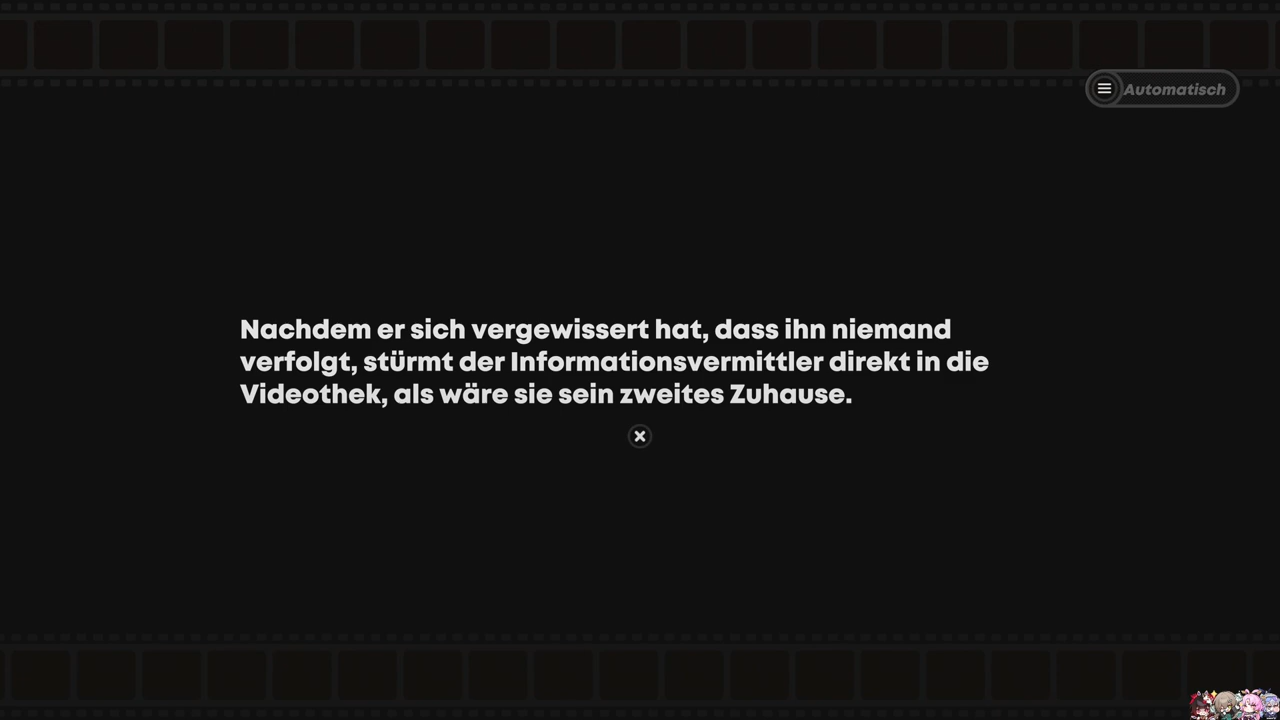 Automatisch
Nachdem er sich vergewissert hat, dass ihn niemand
verfolgt, stürmt der Informationsvermittler direkt in die
Videothek, als wäre sie sein zweites Zuhause.